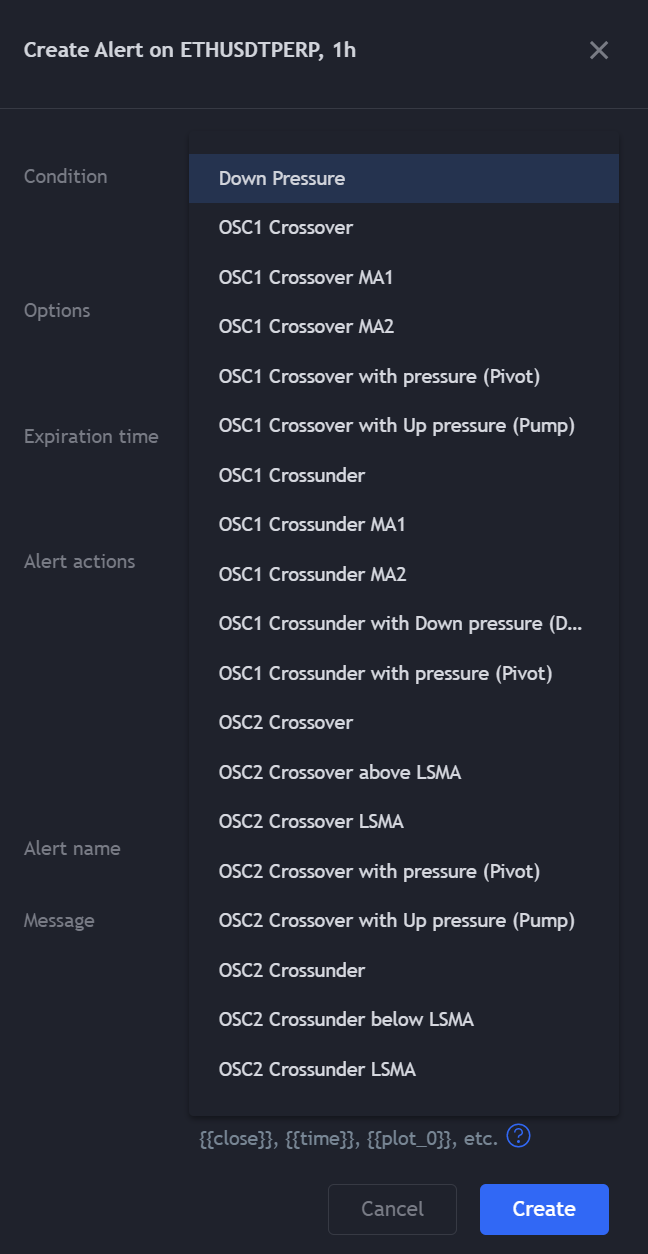 Create Alert on ETHUSDTPERP, 1h
Condition
Down Pressure
OSC1 Crossover
OSC1 Crossover MA1
Options
OSC1 Crossover MA2
OSC1 Crossover with pressure (Pivot)
OSC1 Crossover with Up pressure (Pump)
Expiration time
OSC1 Crossunder
OSC1 Crossunder MA1
Alert actions
OSC1 Crossunder MA2
OSC1 Crossunder with Down pressure (D...
OSC1 Crossunder with pressure (Pivot)
OSC2 Crossover
OSC2 Crossover above LSMA
OSC2 Crossover LSMA
Alert name
OSC2 Crossover with pressure (Pivot)
Message
OSC2 Crossover with Up pressure (Pump)
OSC2 Crossunder
OSC2 Crossunder below LSMA
OSC2 Crossunder LSMA
{{close}}, {{time}}, {{plot_0}}, etc. ?
Cancel
Create